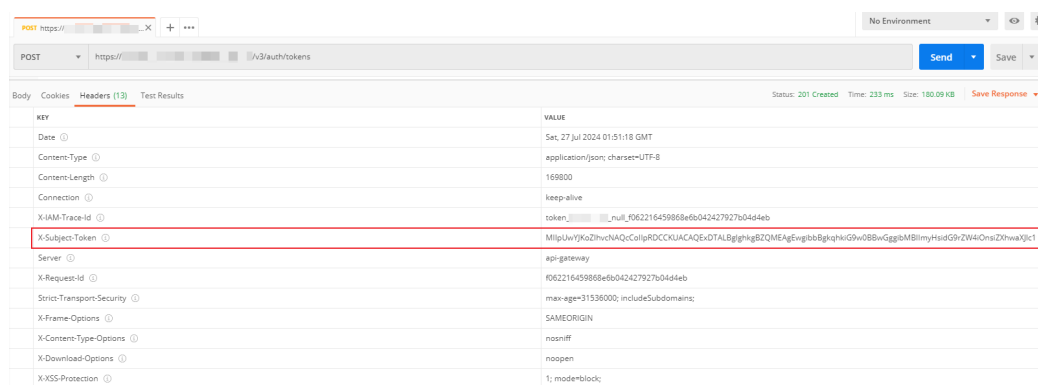 POST https:// ... X + •••
No Environment
POST https:// /v3/auth/tokens
Send Save
Body Cookies Headers (13) Test Results
Status: 201 Created Time: 233 ms Size: 180.09 KB Save Response
KEY VALUE
Date Sat, 27 Jul 2024 01:51:18 GMT
Content-Type application/json; charset=UTF-8
Content-Length 169800
Connection keep-alive
X-IAM-Trace-Id token_ _null_f062216459868e6b042427927b04d4eb
X-Subject-Token MIIpUwYJKoZIhvcNAQcCoIIpRDCCKUACAQExDTALBglghkgBZQMEAgEwgibbBgkqhkiG9w0BBwGggibMBIImyHsidG9rZW4iOnsiZXhwaXJlc1
Server api-gateway
X-Request-Id f062216459868e6b042427927b04d4eb
Strict-Transport-Security max-age=31536000; includeSubdomains;
X-Frame-Options SAMEORIGIN
X-Content-Type-Options nosniff
X-Download-Options noopen
X-XSS-Protection 1; mode=block;